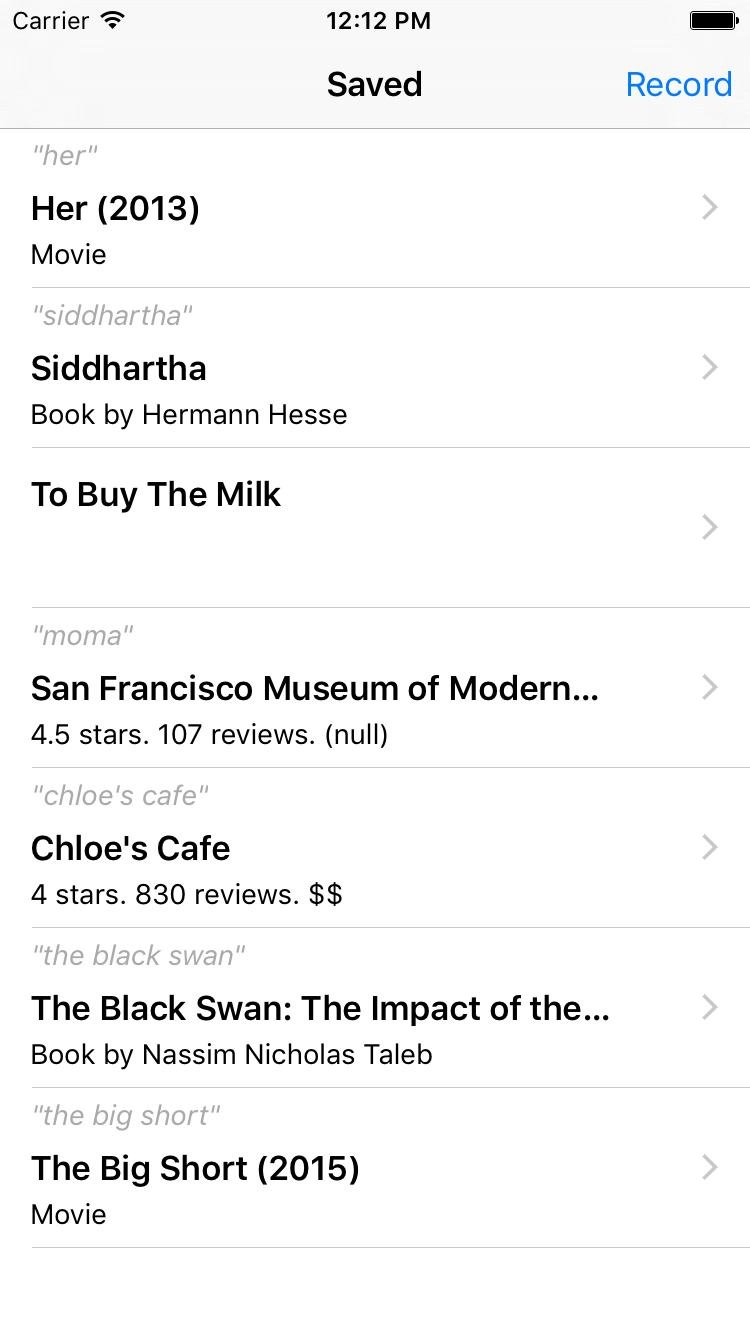 Carrier 12:12 PM
Saved Record
"her"
Her (2013)
Movie
"siddhartha"
Siddhartha
Book by Hermann Hesse
To Buy The Milk
"moma"
San Francisco Museum of Modern...
4.5 stars. 107 reviews. (null)
"chloe's cafe"
Chloe's Cafe
4 stars. 830 reviews. $$
"the black swan"
The Black Swan: The Impact of the...
Book by Nassim Nicholas Taleb
"the big short"
The Big Short (2015)
Movie